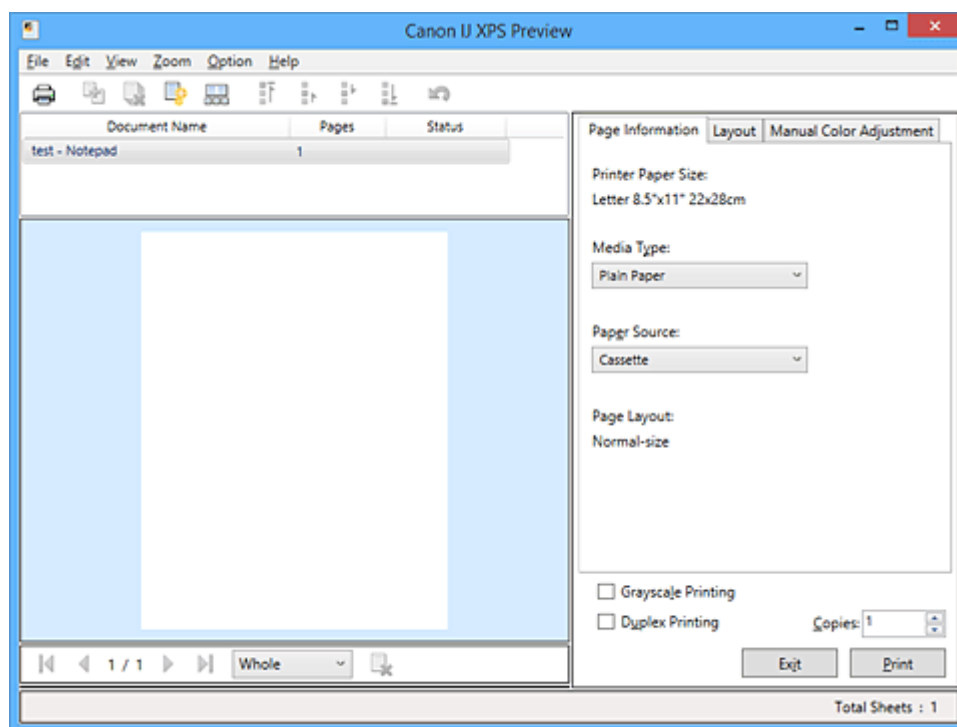 Canon IJ XPS Preview
File Edit View Zoom Option Help
Document Name Pages Status
test - Notepad 1
Page Information Layout Manual Color Adjustment
Printer Paper Size:
Letter 8.5"x11" 22x28cm
Media Type:
Plain Paper
Paper Source:
Cassette
Page Layout:
Normal-size
Grayscale Printing
Duplex Printing Copies: 1
1 / 1 Whole
Exit Print
Total Sheets : 1